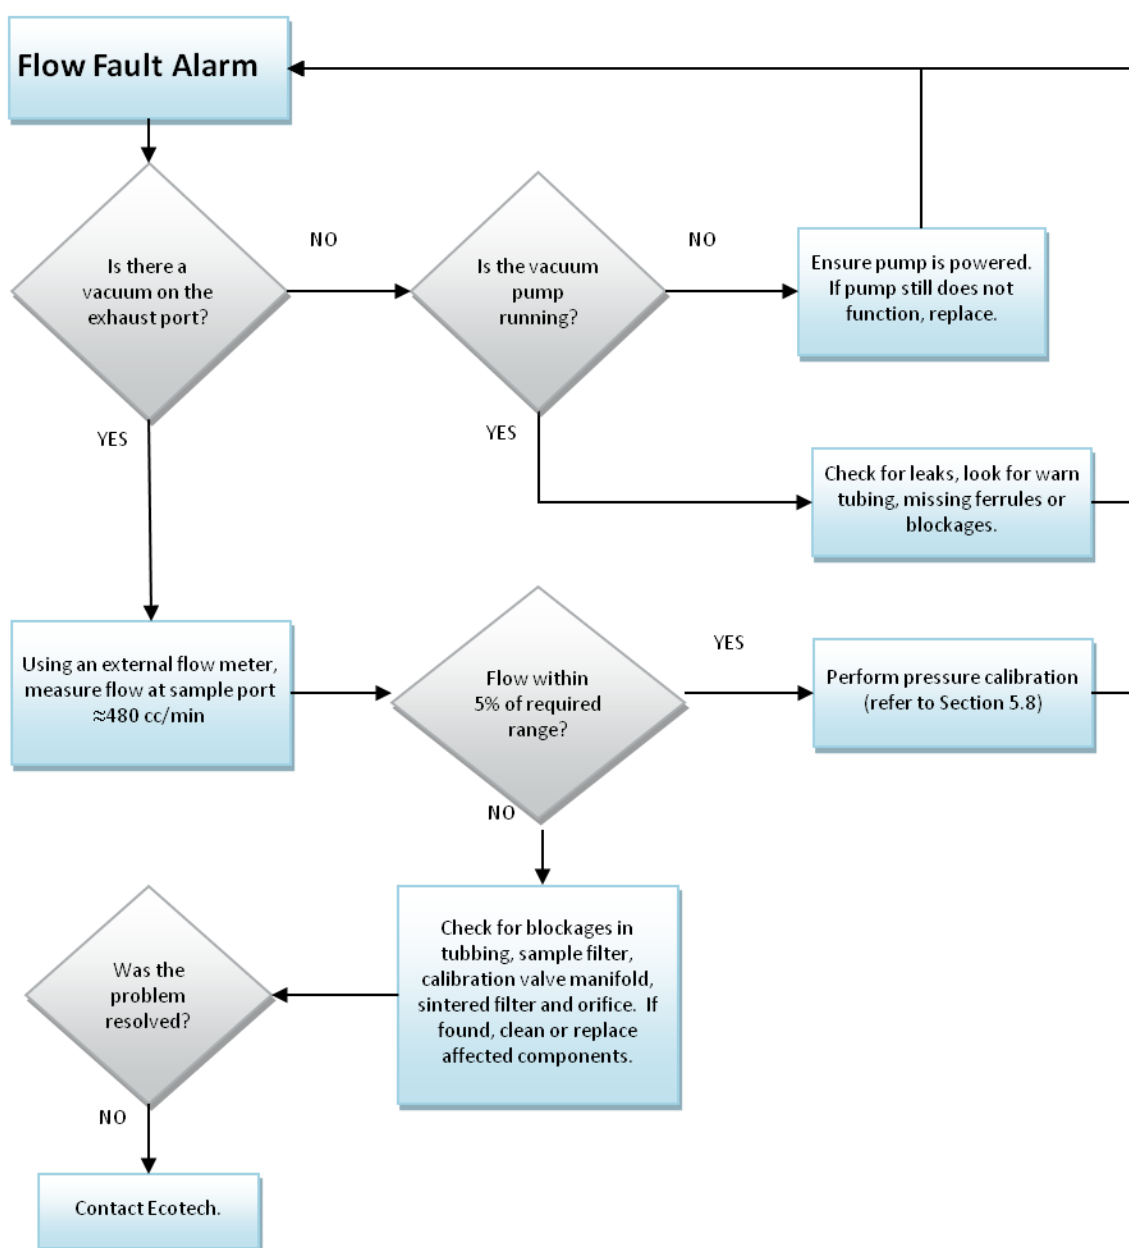 Flow Fault Alarm
Is there a
vacuum on the
exhaust port?
NO
Is the vacuum
pump
running?
NO
Ensure pump is powered.
If pump still does not
function, replace.
YES
YES
Check for leaks, look for warn
tubing, missing ferrules or
blockages.
Using an external flow meter,
measure flow at sample port
≈480 cc/min
Flow within
5% of required
range?
YES
Perform pressure calibration
(refer to Section 5.8)
NO
Check for blockages in
tubbing, sample filter,
calibration valve manifold,
sintered filter and orifice.  If
found, clean or replace
affected components.
Was the
problem
resolved?
NO
Contact Ecotech.